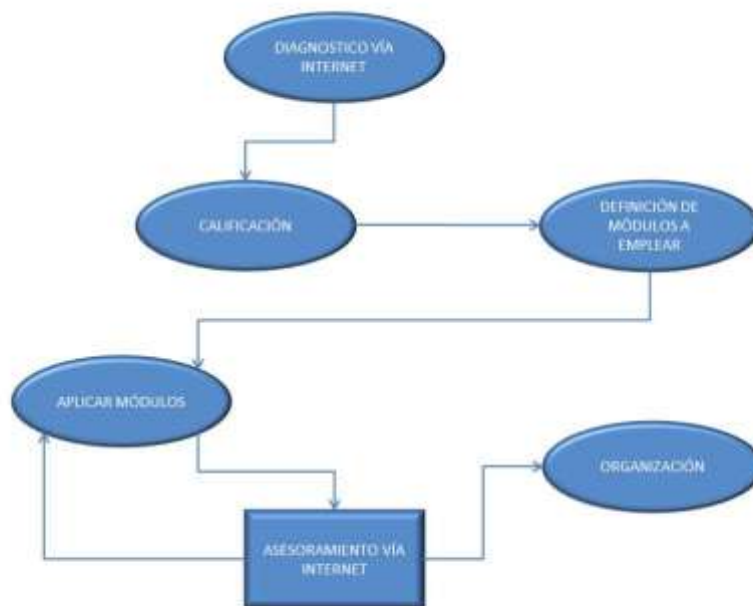 DIAGNOSTICO VÍA
INTERNET
CALIFICACIÓN
DEFINICIÓN DE
MÓDULOS A
EMPLEAR
APLICAR MÓDULOS
ORGANIZACIÓN
ASESORAMIENTO VÍA
INTERNET